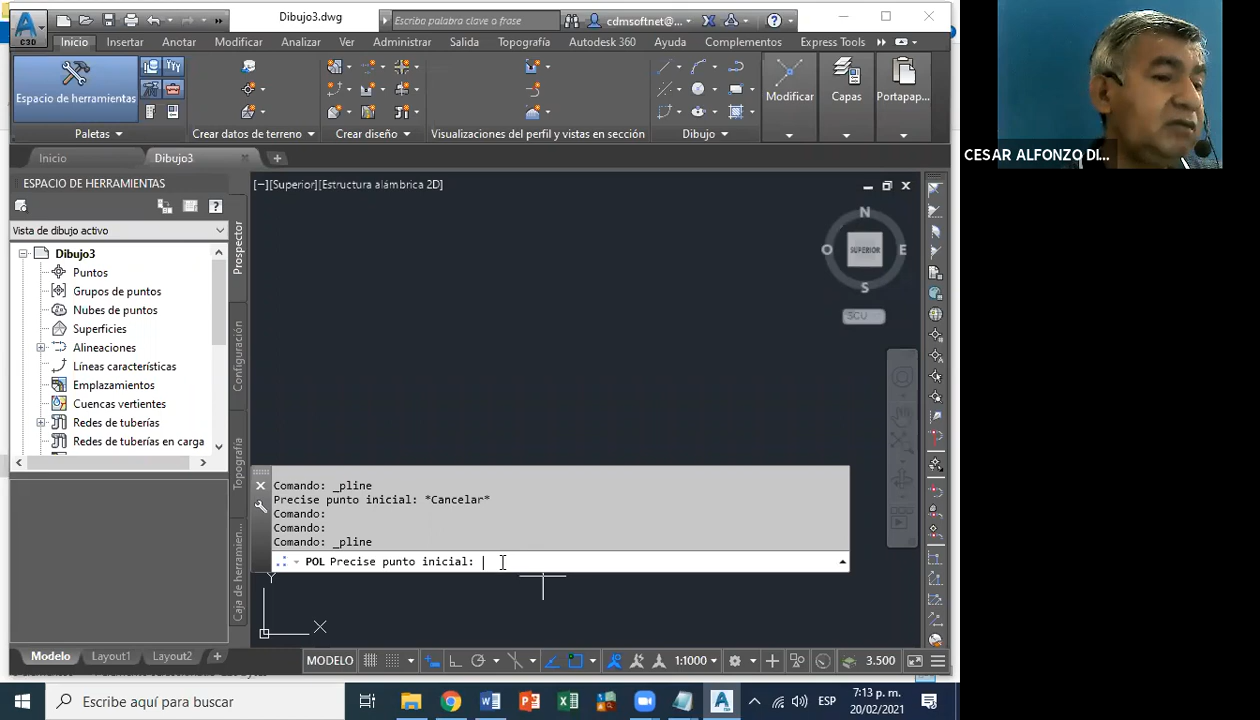 Dibujo3.dwg
Escriba palabra clave o frase
cdmsoftnet@...
C3D
Inicio Insertar Anotar Modificar Analizar Ver Administrar Salida Topografía Autodesk 360 Ayuda Complementos Express Tools
Espacio de herramientas
Modificar
Capas
Portapap...
Paletas
Crear datos de terreno
Crear diseño
Visualizaciones del perfil y vistas en sección
Dibujo
Inicio
Dibujo3
ESPACIO DE HERRAMIENTAS
[−][Superior][Estructura alámbrica 2D]
Vista de dibujo activo
Dibujo3
Puntos
Grupos de puntos
Nubes de puntos
Superficies
Alineaciones
Líneas características
Emplazamientos
Cuencas vertientes
Redes de tuberías
Redes de tuberías en carga
Prospector
Configuración
Topografía
Caja de herramien...
N
O
SUPERIOR
E
S
SCU
Comando: _pline
Precise punto inicial: *Cancelar*
Comando:
Comando:
Comando: _pline
POL Precise punto inicial:
Y
X
Modelo
Layout1
Layout2
MODELO
1:1000
3.500
Escribe aquí para buscar
ESP
7:13 p. m.
20/02/2021
CESAR ALFONZO DI...